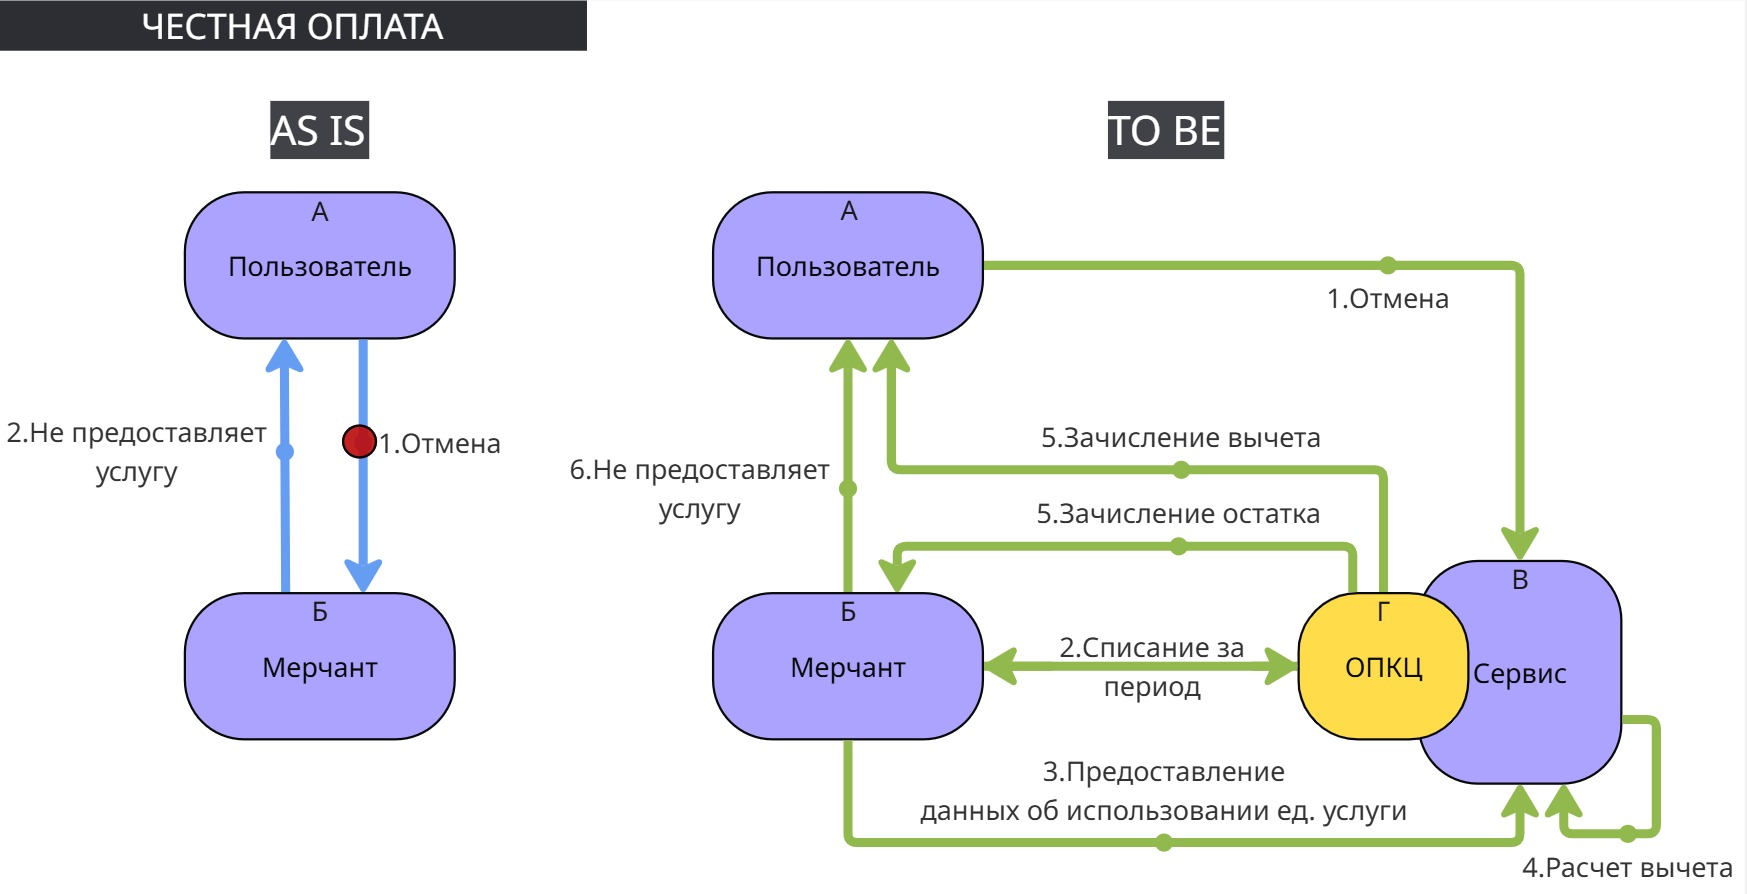 ЧЕСТНАЯ ОПЛАТА
AS IS
А
Пользователь
2.Не предоставляет
услугу
1.Отмена
Б
Мерчант
TO BE
А
Пользователь
1.Отмена
5.Зачисление вычета
6.Не предоставляет
услугу
5.Зачисление остатка
Б
Мерчант
2.Списание за
период
Г
ОПКЦ
В
Сервис
3.Предоставление
данных об использовании ед. услуги
4.Расчет вычета